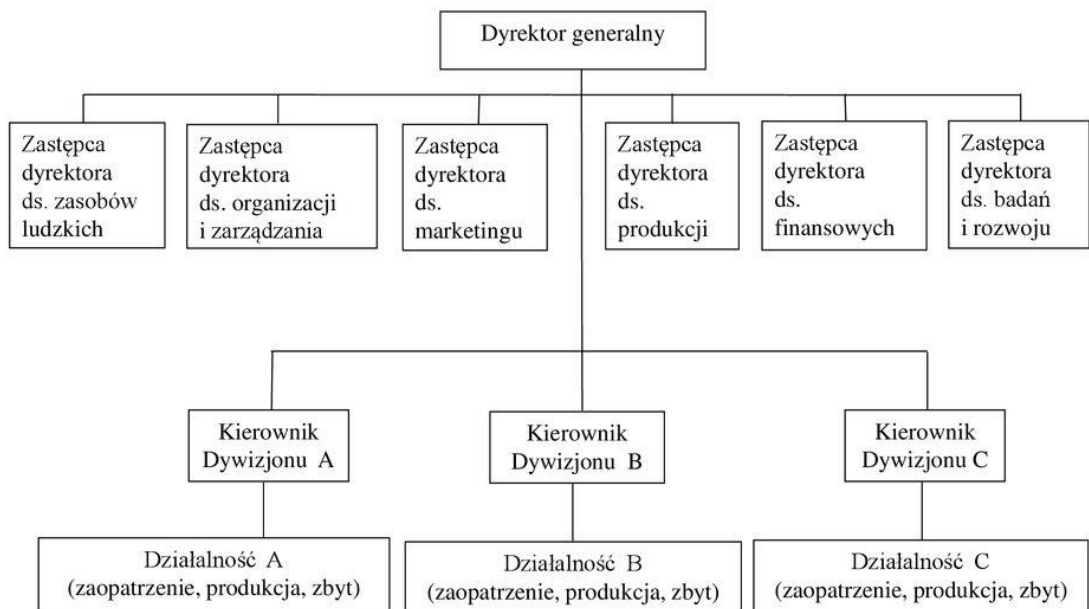 Dyrektor generalny
Zastępca
dyrektora
ds. zasobów
ludzkich
Zastępca
dyrektora
ds. organizacji
i zarządzania
Zastępca
dyrektora
ds.
marketingu
Zastępca
dyrektora
ds.
produkcji
Zastępca
dyrektora
ds.
finansowych
Zastępca
dyrektora
ds. badań
i rozwoju
Kierownik
Dywizjonu A
Kierownik
Dywizjonu B
Kierownik
Dywizjonu C
Działalność A
(zaopatrzenie, produkcja, zbyt)
Działalność B
(zaopatrzenie, produkcja, zbyt)
Działalność C
(zaopatrzenie, produkcja, zbyt)